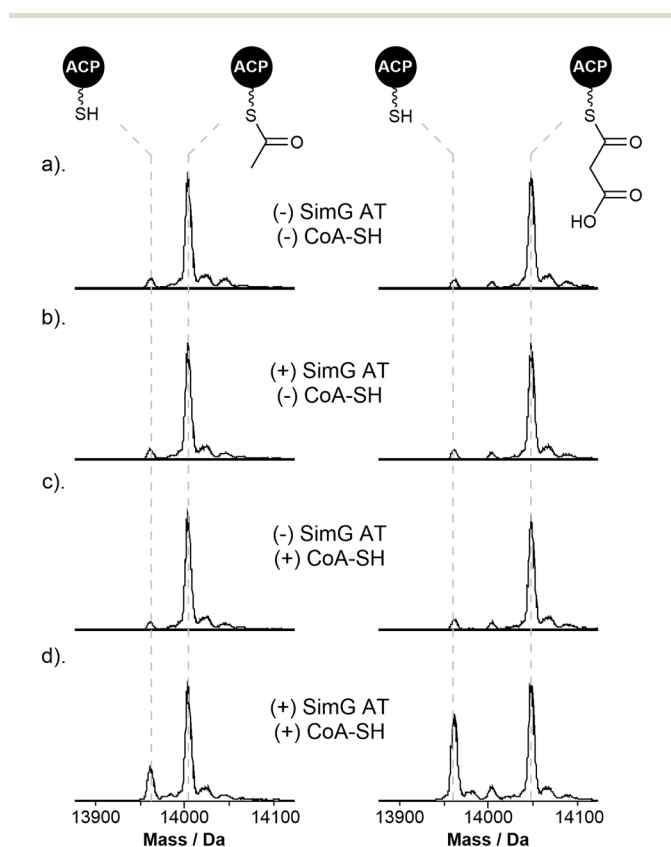 ACP ACP ACP ACP
SH S O SH S O
O
HO
a).
(-) SimG AT
(-) CoA-SH
b).
(+) SimG AT
(-) CoA-SH
c).
(-) SimG AT
(+) CoA-SH
d).
(+) SimG AT
(+) CoA-SH
13900 14000 14100 13900 14000 14100
Mass / Da Mass / Da